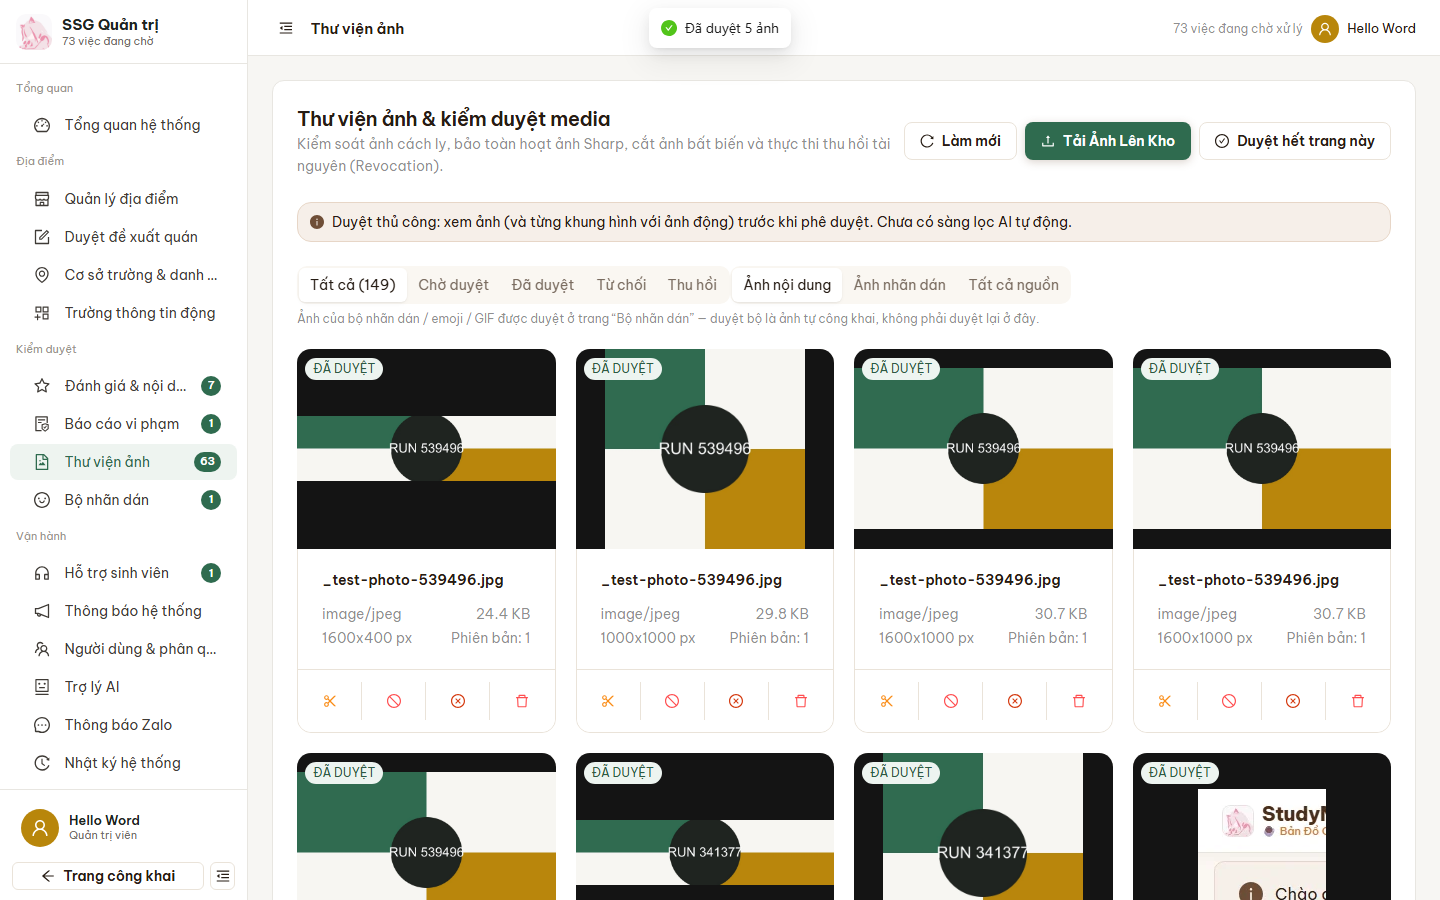 SSG Quản trị
73 việc đang chờ
Tổng quan
Tổng quan hệ thống
Địa điểm
Quản lý địa điểm
Duyệt đề xuất quán
Cơ sở trường & danh ...
Trường thông tin động
Kiểm duyệt
Đánh giá & nội d... 7
Báo cáo vi phạm 1
Thư viện ảnh 63
Bộ nhãn dán 1
Vận hành
Hỗ trợ sinh viên 1
Thông báo hệ thống
Người dùng & phân q...
Trợ lý AI
Thông báo Zalo
Nhật ký hệ thống
Hello Word
Quản trị viên
Trang công khai
Thư viện ảnh
Đã duyệt 5 ảnh
73 việc đang chờ xử lý
Hello Word
Thư viện ảnh & kiểm duyệt media
Kiểm soát ảnh cách ly, bảo toàn hoạt ảnh Sharp, cắt ảnh bất biến và thực thi thu hồi tài
nguyên (Revocation).
Làm mới
Tải Ảnh Lên Kho
Duyệt hết trang này
Duyệt thủ công: xem ảnh (và từng khung hình với ảnh động) trước khi phê duyệt. Chưa có sàng lọc AI tự động.
Tất cả (149) Chờ duyệt Đã duyệt Từ chối Thu hồi Ảnh nội dung Ảnh nhãn dán Tất cả nguồn
Ảnh của bộ nhãn dán / emoji / GIF được duyệt ở trang “Bộ nhãn dán” — duyệt bộ là ảnh tự công khai, không phải duyệt lại ở đây.
ĐÃ DUYỆT
RUN 539496
_test-photo-539496.jpg
image/jpeg 24.4 KB
1600x400 px Phiên bản: 1
ĐÃ DUYỆT
RUN 539496
_test-photo-539496.jpg
image/jpeg 29.8 KB
1000x1000 px Phiên bản: 1
ĐÃ DUYỆT
RUN 539496
_test-photo-539496.jpg
image/jpeg 30.7 KB
1600x1000 px Phiên bản: 1
ĐÃ DUYỆT
RUN 539496
_test-photo-539496.jpg
image/jpeg 30.7 KB
1600x1000 px Phiên bản: 1
ĐÃ DUYỆT
RUN 539496
ĐÃ DUYỆT
RUN 341377
ĐÃ DUYỆT
RUN 341377
ĐÃ DUYỆT
Bản Đồ
Chào